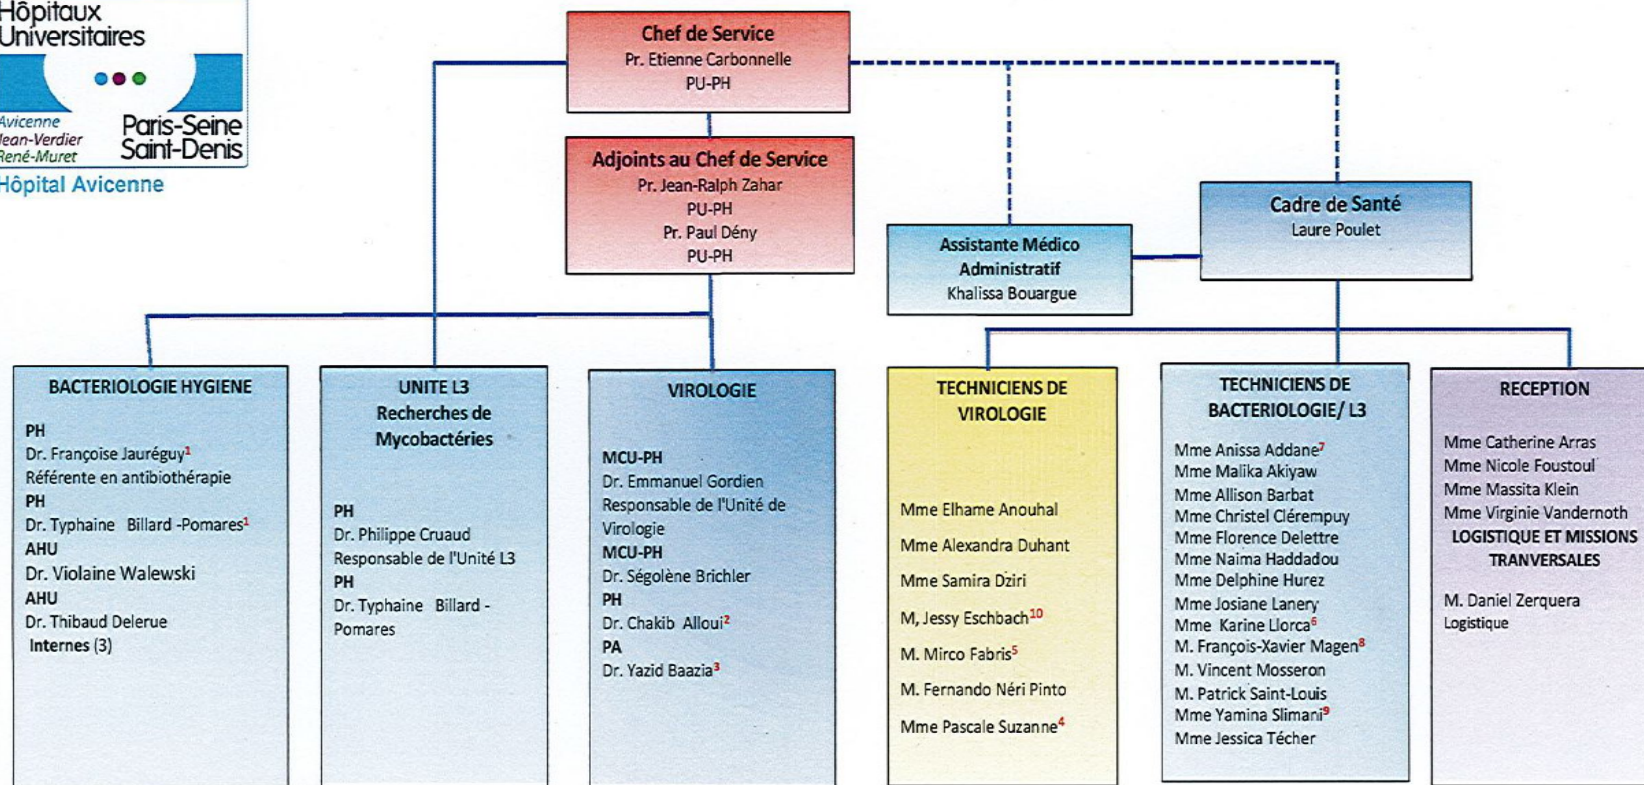 Hôpitaux
Universitaires
Avicenne
Jean-Verdier
René-Muret
Paris-Seine
Saint-Denis
Hôpital Avicenne
Chef de Service
Pr. Etienne Carbonnelle
PU-PH
Adjoints au Chef de Service
Pr. Jean-Ralph Zahar
PU-PH
Pr. Paul Dény
PU-PH
Assistante Médico
Administratif
Khalissa Bouargue
Cadre de Santé
Laure Poulet
BACTERIOLOGIE HYGIENE
PH
Dr. Françoise Jauréguy¹
Référente en antibiothérapie
PH
Dr. Typhaine Billard -Pomares¹
AHU
Dr. Violaine Walewski
AHU
Dr. Thibaud Delerue
Internes (3)
UNITE L3
Recherches de
Mycobactéries
PH
Dr. Philippe Cruaud
Responsable de l'Unité L3
PH
Dr. Typhaine Billard -
Pomares
VIROLOGIE
MCU-PH
Dr. Emmanuel Gordien
Responsable de l'Unité de
Virologie
MCU-PH
Dr. Ségolène Brichler
PH
Dr. Chakib Alloui²
PA
Dr. Yazid Baazia³
TECHNICIENS DE
VIROLOGIE
Mme Elhame Anouhal
Mme Alexandra Duhant
Mme Samira Dziri
M, Jessy Eschbach¹⁰
M. Mirco Fabris⁵
M. Fernando Néri Pinto
Mme Pascale Suzanne⁴
TECHNICIENS DE
BACTERIOLOGIE/ L3
Mme Anissa Addane⁷
Mme Malika Akiyaw
Mme Allison Barbat
Mme Christel Clérempuy
Mme Florence Delettre
Mme Naima Haddadou
Mme Delphine Hurez
Mme Josiane Lanery
Mme Karine Llorca⁶
M. François-Xavier Magen⁸
M. Vincent Mosseron
M. Patrick Saint-Louis
Mme Yamina Slimani⁹
Mme Jessica Técher
RECEPTION
Mme Catherine Arras
Mme Nicole Foustoul
Mme Massita Klein
Mme Virginie Vandernoth
LOGISTIQUE ET MISSIONS
TRANVERSALES
M. Daniel Zerquera
Logistique